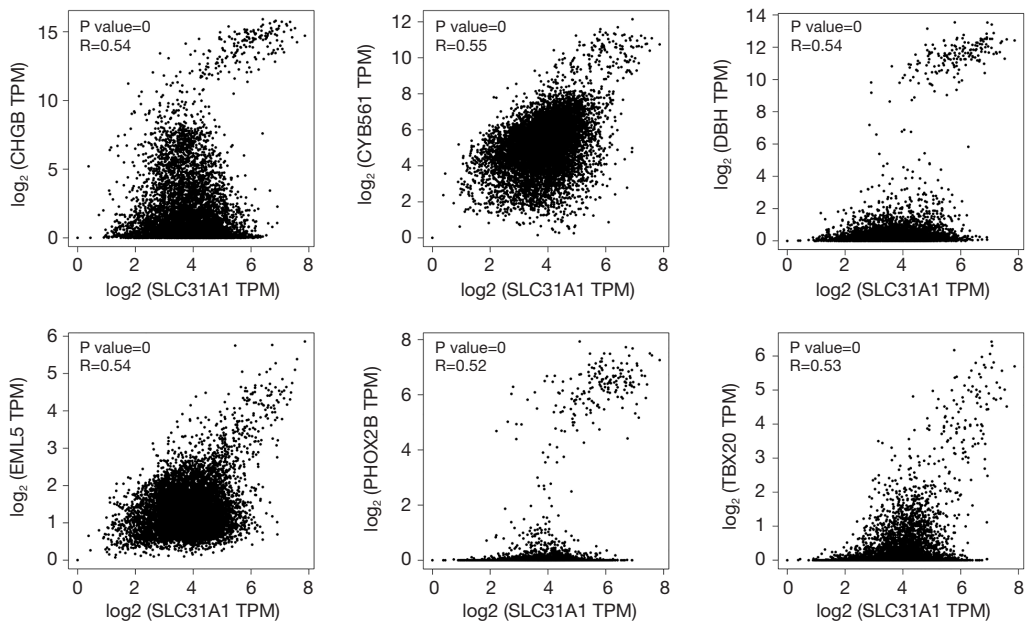 P value=0
R=0.54
log₂ (CHGB TPM)
15
10
5
0
0 2 4 6 8
log2 (SLC31A1 TPM)
P value=0
R=0.55
log₂ (CYB561 TPM)
12
10
8
6
4
2
0
0 2 4 6 8
log2 (SLC31A1 TPM)
P value=0
R=0.54
log₂ (DBH TPM)
14
12
10
8
6
4
2
0
0 2 4 6 8
log2 (SLC31A1 TPM)
P value=0
R=0.54
log₂ (EML5 TPM)
6
5
4
3
2
1
0
0 2 4 6 8
log2 (SLC31A1 TPM)
P value=0
R=0.52
log₂ (PHOX2B TPM)
8
6
4
2
0
0 2 4 6 8
log2 (SLC31A1 TPM)
P value=0
R=0.53
log₂ (TBX20 TPM)
6
5
4
3
2
1
0
0 2 4 6 8
log2 (SLC31A1 TPM)